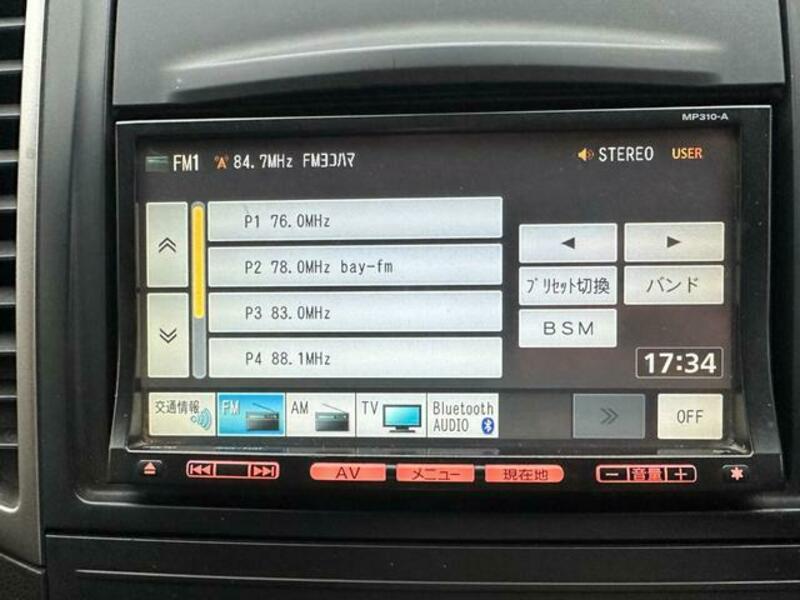 MP310-A
FM1 84.7MHz FMヨコハマ STEREO USER
P1 76.0MHz
P2 78.0MHz bay-fm
P3 83.0MHz
P4 88.1MHz
プリセット切換 バンド
BSM
17:34
交通情報 FM AM TV Bluetooth AUDIO OFF
AV メニュー 現在地 − 音量 +